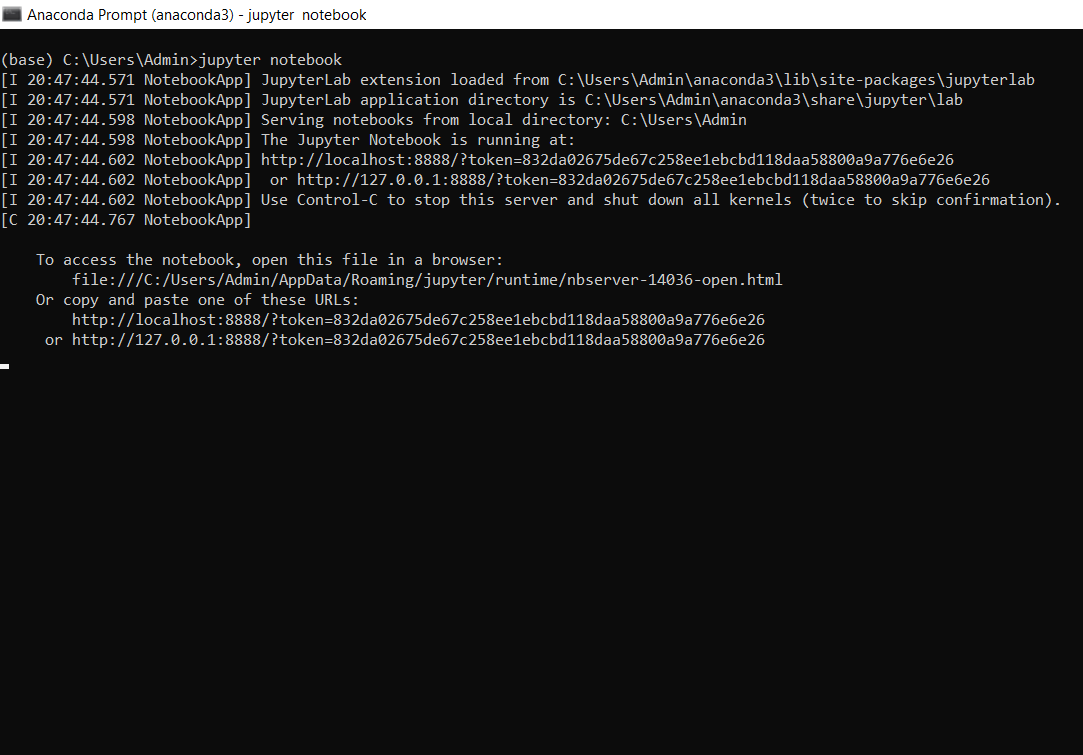 Anaconda Prompt (anaconda3) - jupyter  notebook
(base) C:\Users\Admin>jupyter notebook
[I 20:47:44.571 NotebookApp] JupyterLab extension loaded from C:\Users\Admin\anaconda3\lib\site-packages\jupyterlab
[I 20:47:44.571 NotebookApp] JupyterLab application directory is C:\Users\Admin\anaconda3\share\jupyter\lab
[I 20:47:44.598 NotebookApp] Serving notebooks from local directory: C:\Users\Admin
[I 20:47:44.598 NotebookApp] The Jupyter Notebook is running at:
[I 20:47:44.602 NotebookApp] http://localhost:8888/?token=832da02675de67c258ee1ebcbd118daa58800a9a776e6e26
[I 20:47:44.602 NotebookApp]  or http://127.0.0.1:8888/?token=832da02675de67c258ee1ebcbd118daa58800a9a776e6e26
[I 20:47:44.602 NotebookApp] Use Control-C to stop this server and shut down all kernels (twice to skip confirmation).
[C 20:47:44.767 NotebookApp]
To access the notebook, open this file in a browser:
file:///C:/Users/Admin/AppData/Roaming/jupyter/runtime/nbserver-14036-open.html
Or copy and paste one of these URLs:
http://localhost:8888/?token=832da02675de67c258ee1ebcbd118daa58800a9a776e6e26
or http://127.0.0.1:8888/?token=832da02675de67c258ee1ebcbd118daa58800a9a776e6e26